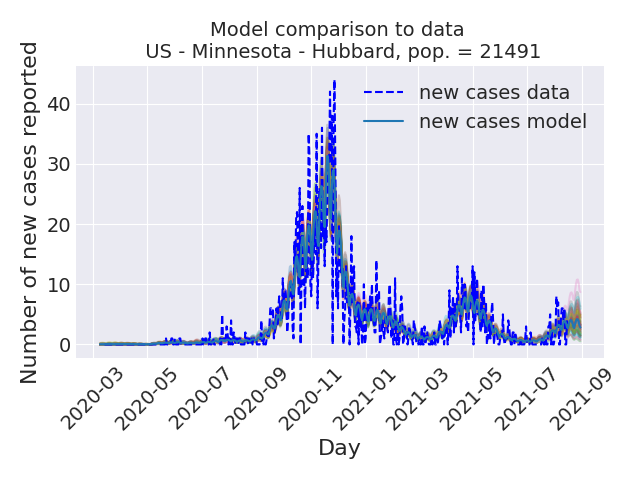 Model comparison to data
US - Minnesota - Hubbard, pop. = 21491
Number of new cases reported
40
30
20
10
0
new cases data
new cases model
2020-03
2020-05
2020-07
2020-09
2020-11
2021-01
2021-03
2021-05
2021-07
2021-09
Day